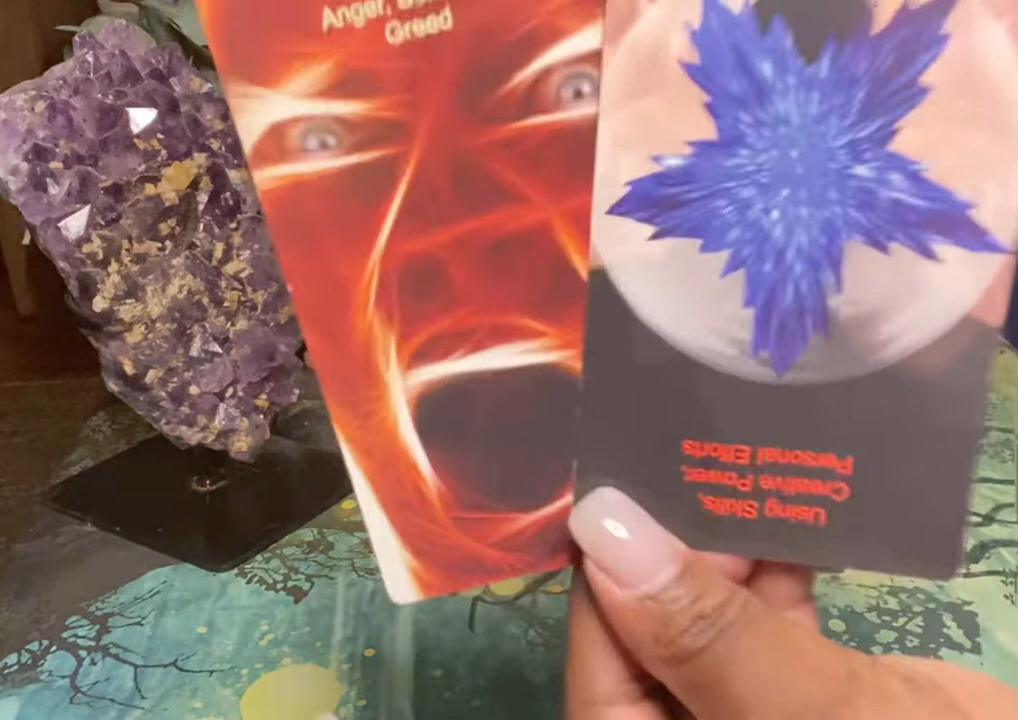 Anger,
Greed
Using Skills,
Creative Power,
Personal Efforts